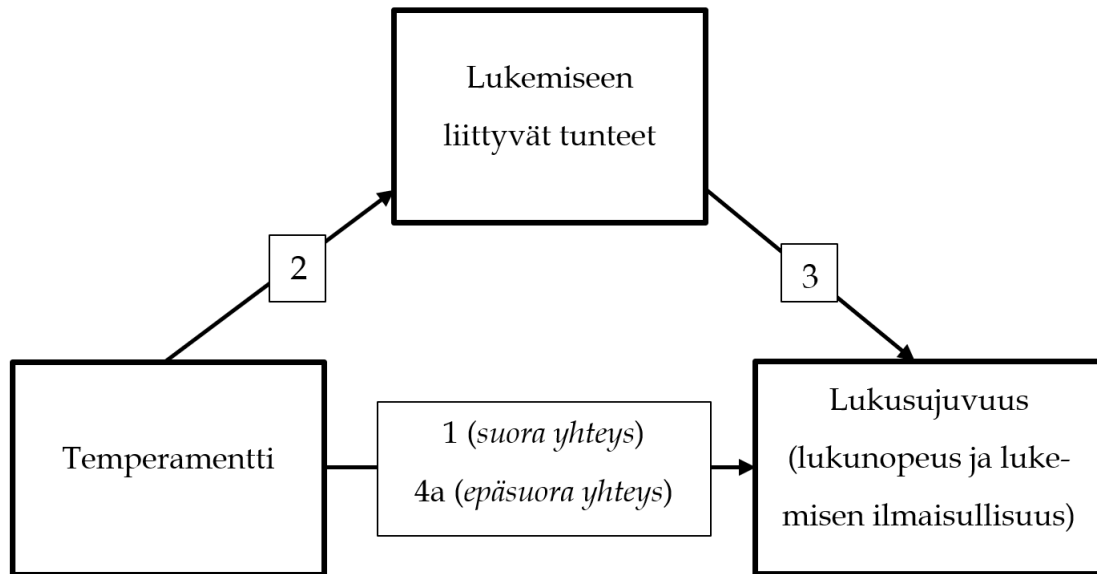 Lukemiseen
liittyvät tunteet
2
3
Temperamentti
1 (suora yhteys)
4a (epäsuora yhteys)
Lukusujuvuus
(lukunopeus ja luke-
misen ilmaisullisuus)